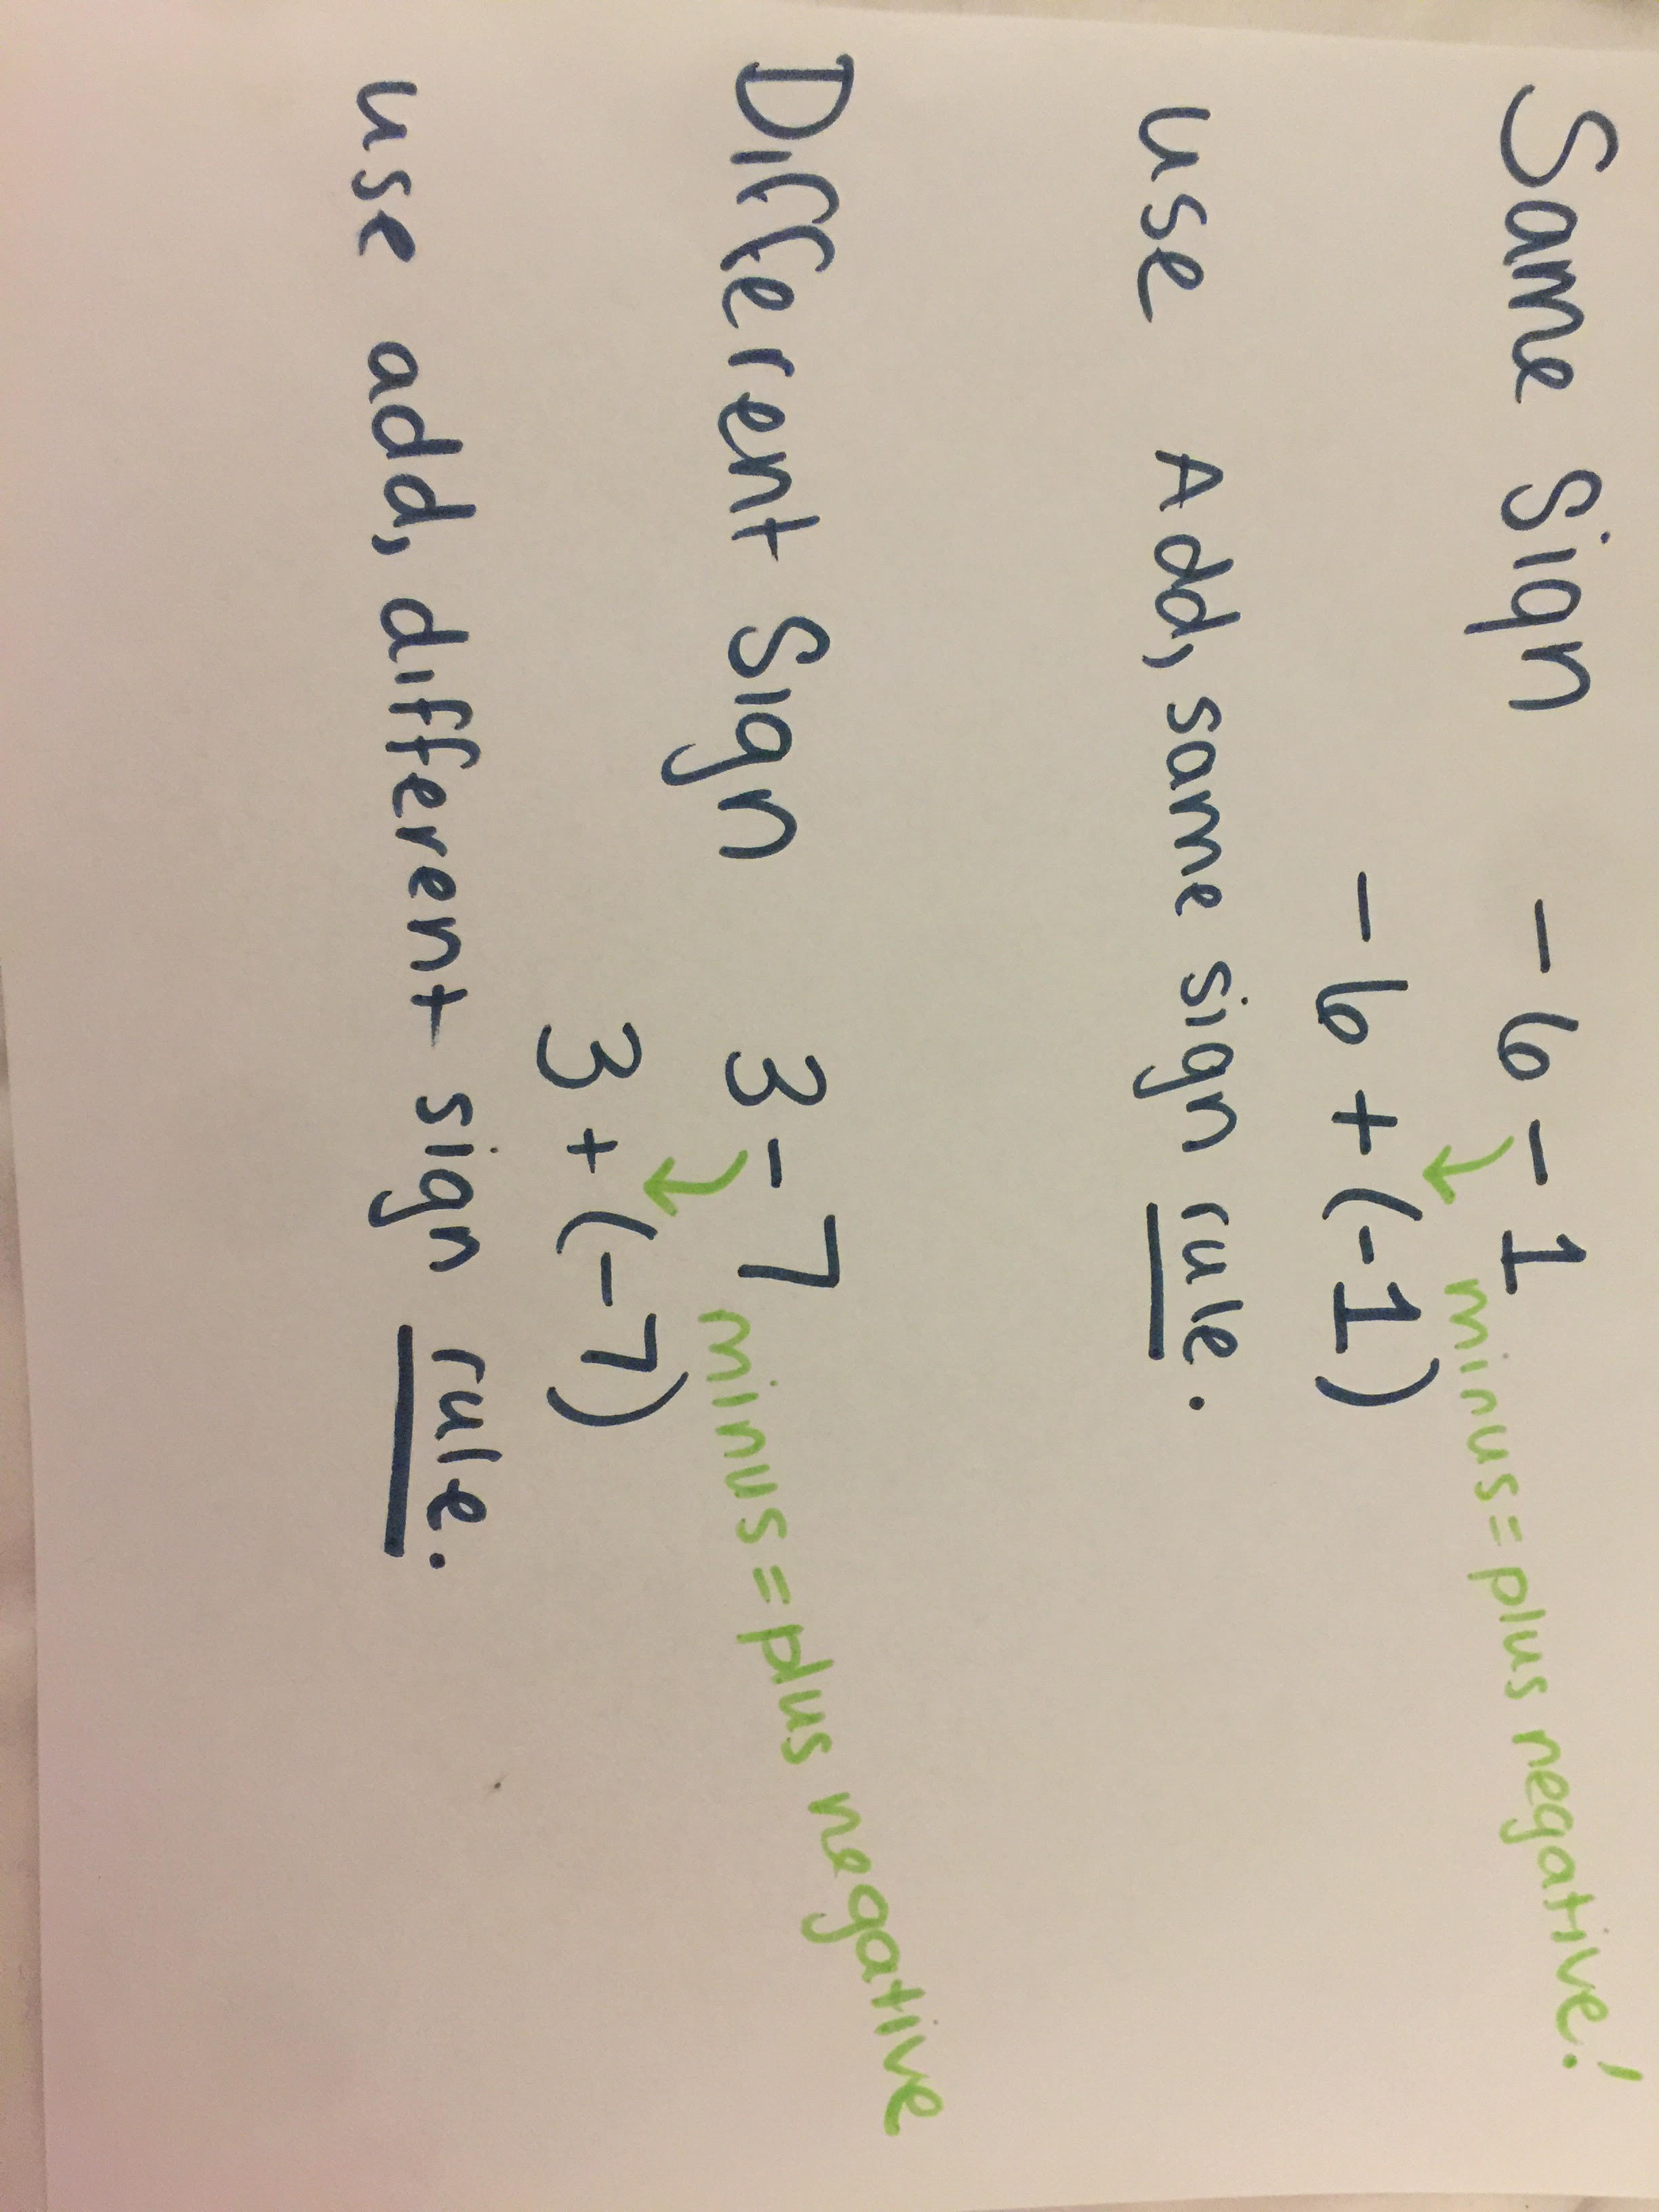 Same Sign -6 - 1 minus = plus negative!
-6 + (-1)
use Add, same sign rule.
Different Sign 3 - 7 minus = plus negative
3 + (-7)
use add, different sign rule.